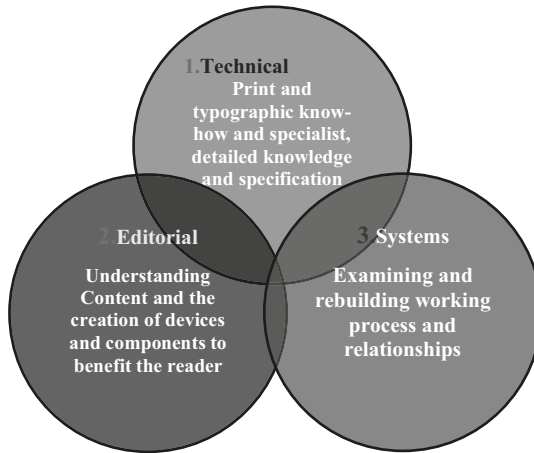 1.Technical
Print and
typographic know-
how and specialist,
detailed knowledge
and specification
2.Editorial
Understanding
Content and the
creation of devices
and components to
benefit the reader
3.Systems
Examining and
rebuilding working
process and
relationships